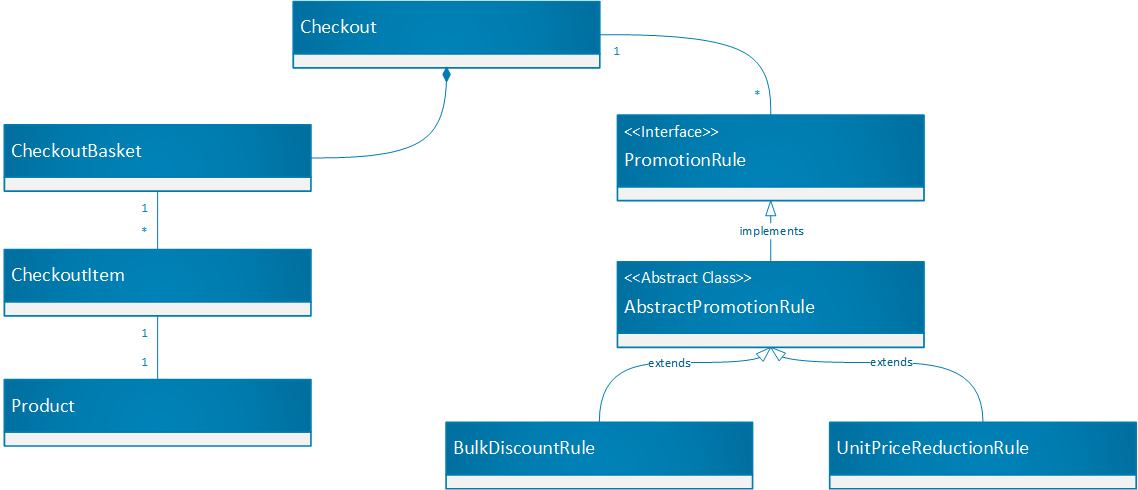 Checkout
1
*
<<Interface>>
PromotionRule
CheckoutBasket
1
*
implements
CheckoutItem
<<Abstract Class>>
AbstractPromotionRule
1
1
extends
extends
Product
BulkDiscountRule
UnitPriceReductionRule